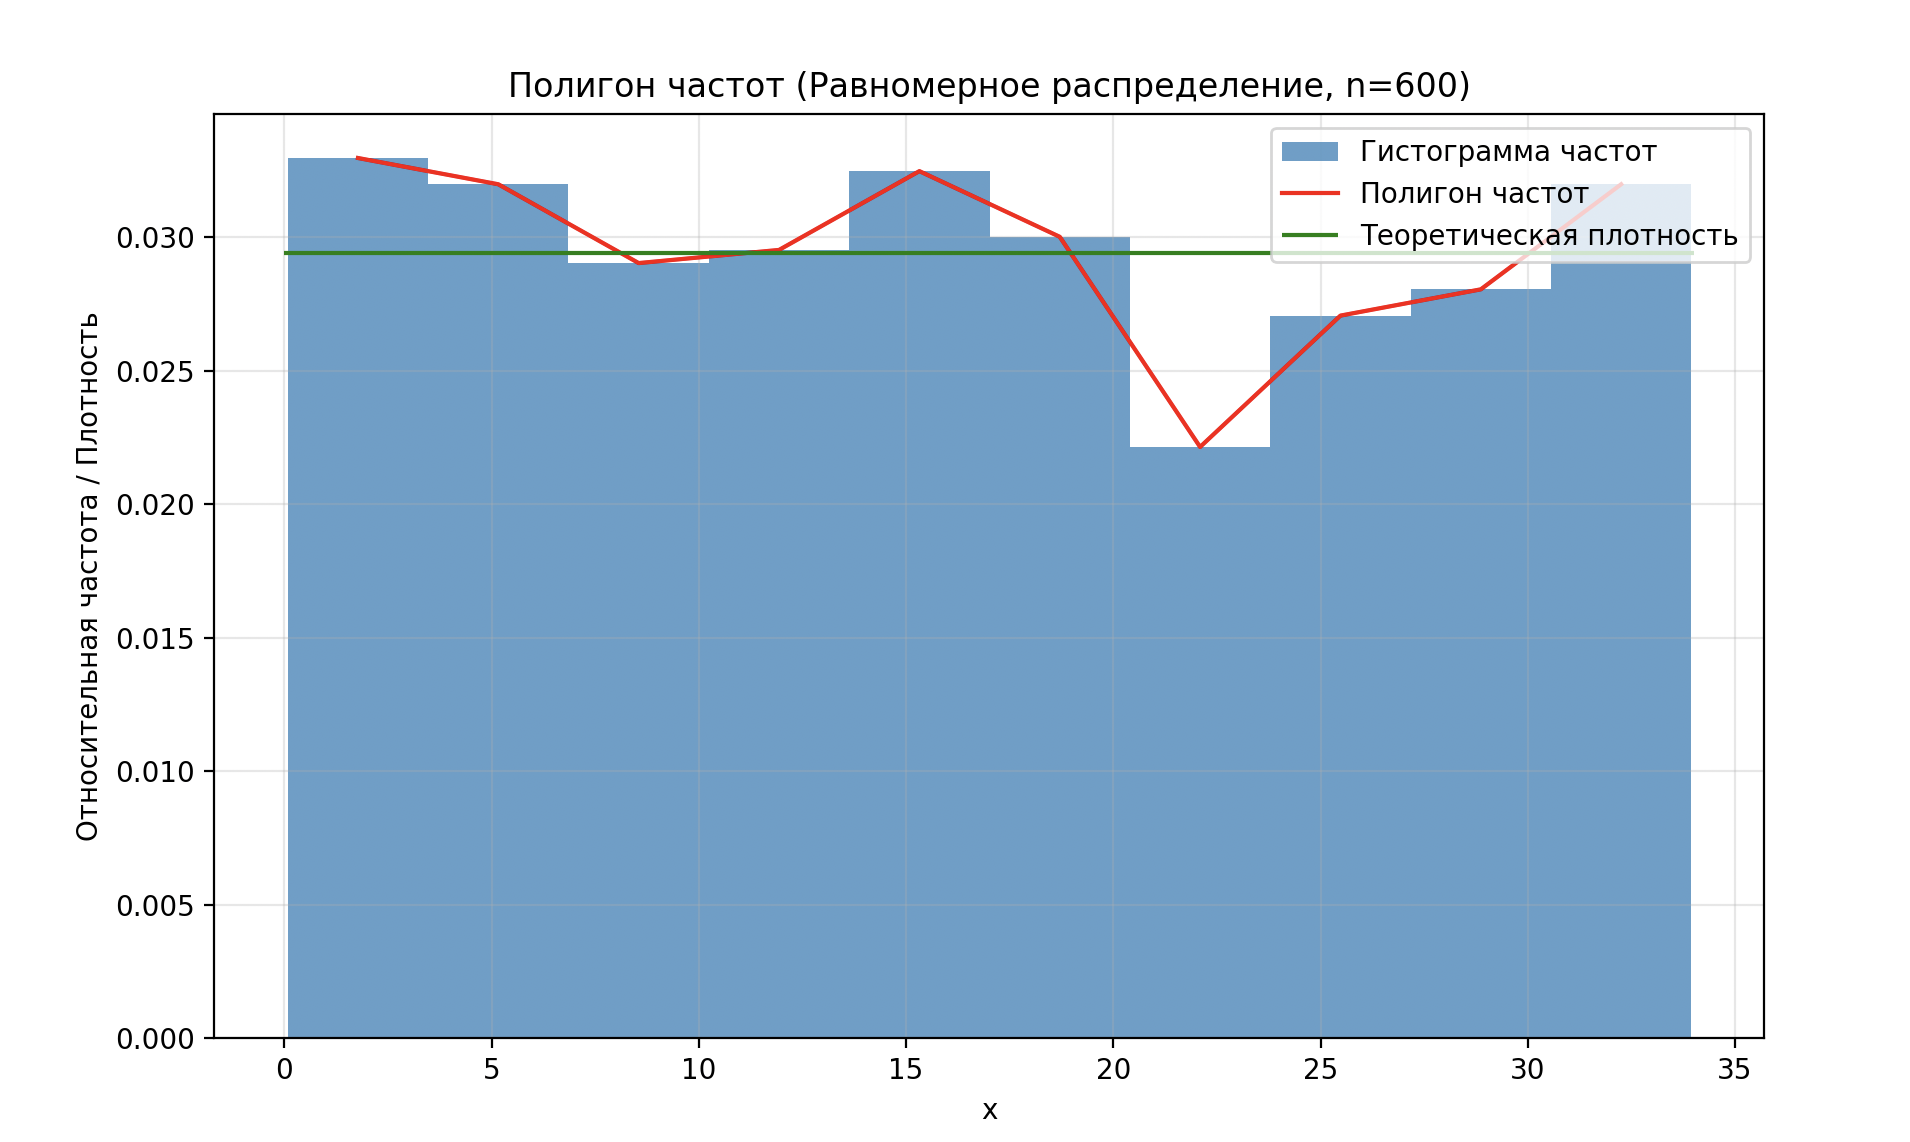 Полигон частот (Равномерное распределение, n=600)
Гистограмма частот
Полигон частот
Теоретическая плотность
Относительная частота / Плотность
0.030
0.025
0.020
0.015
0.010
0.005
0.000
0 5 10 15 20 25 30 35
x